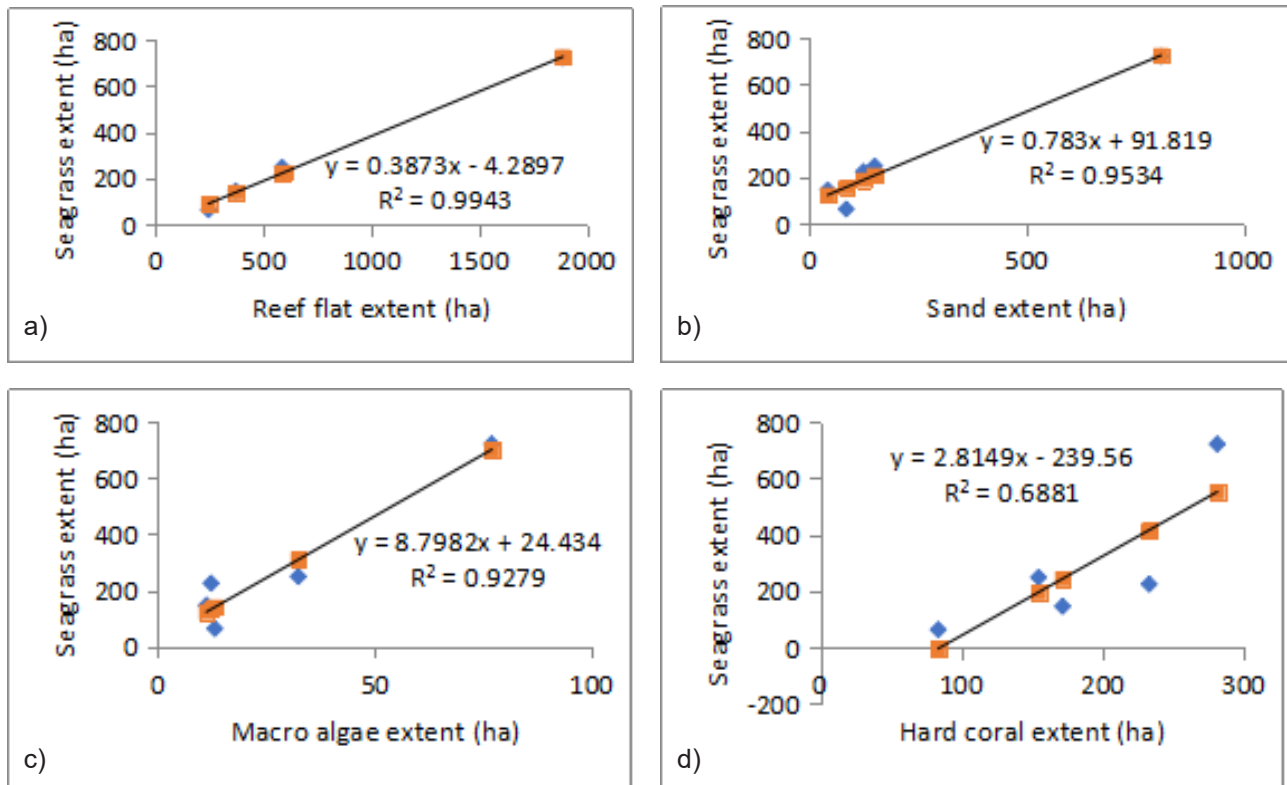 Seagrass extent (ha)
800
600
400
200
0
y = 0.3873x - 4.2897
R² = 0.9943
0 500 1000 1500 2000
Reef flat extent (ha)
a)
Seagrass extent (ha)
800
600
400
200
0
y = 0.783x + 91.819
R² = 0.9534
0 500 1000
Sand extent (ha)
b)
Seagrass extent (ha)
800
600
400
200
0
y = 8.7982x + 24.434
R² = 0.9279
0 50 100
Macro algae extent (ha)
c)
Seagrass extent (ha)
800
600
400
200
0
-200
y = 2.8149x - 239.56
R² = 0.6881
0 100 200 300
Hard coral extent (ha)
d)